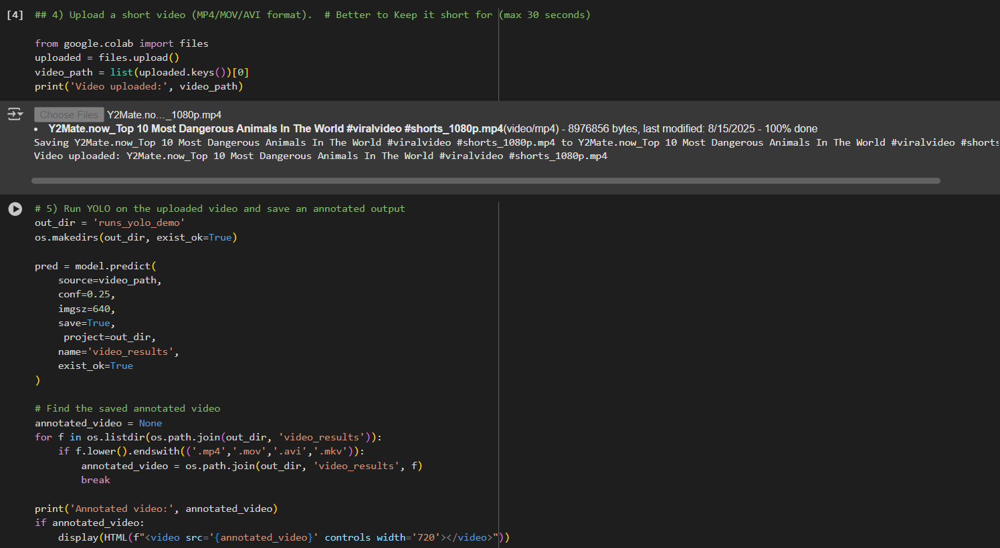 [4] ## 4) Upload a short video (MP4/MOV/AVI format).  # Better to Keep it short for (max 30 seconds)
from google.colab import files
uploaded = files.upload()
video_path = list(uploaded.keys())[0]
print('Video uploaded:', video_path)
Choose Files Y2Mate.no..._1080p.mp4
• Y2Mate.now_Top 10 Most Dangerous Animals In The World #viralvideo #shorts_1080p.mp4(video/mp4) - 8976856 bytes, last modified: 8/15/2025 - 100% done
Saving Y2Mate.now_Top 10 Most Dangerous Animals In The World #viralvideo #shorts_1080p.mp4 to Y2Mate.now_Top 10 Most Dangerous Animals In The World #viralvideo #shorts
Video uploaded: Y2Mate.now_Top 10 Most Dangerous Animals In The World #viralvideo #shorts_1080p.mp4
# 5) Run YOLO on the uploaded video and save an annotated output
out_dir = 'runs_yolo_demo'
os.makedirs(out_dir, exist_ok=True)
pred = model.predict(
    source=video_path,
    conf=0.25,
    imgsz=640,
    save=True,
     project=out_dir,
    name='video_results',
    exist_ok=True
)
# Find the saved annotated video
annotated_video = None
for f in os.listdir(os.path.join(out_dir, 'video_results')):
    if f.lower().endswith(('.mp4','.mov','.avi','.mkv')):
        annotated_video = os.path.join(out_dir, 'video_results', f)
        break
print('Annotated video:', annotated_video)
if annotated_video:
    display(HTML(f"<video src='{annotated_video}' controls width='720'></video>"))